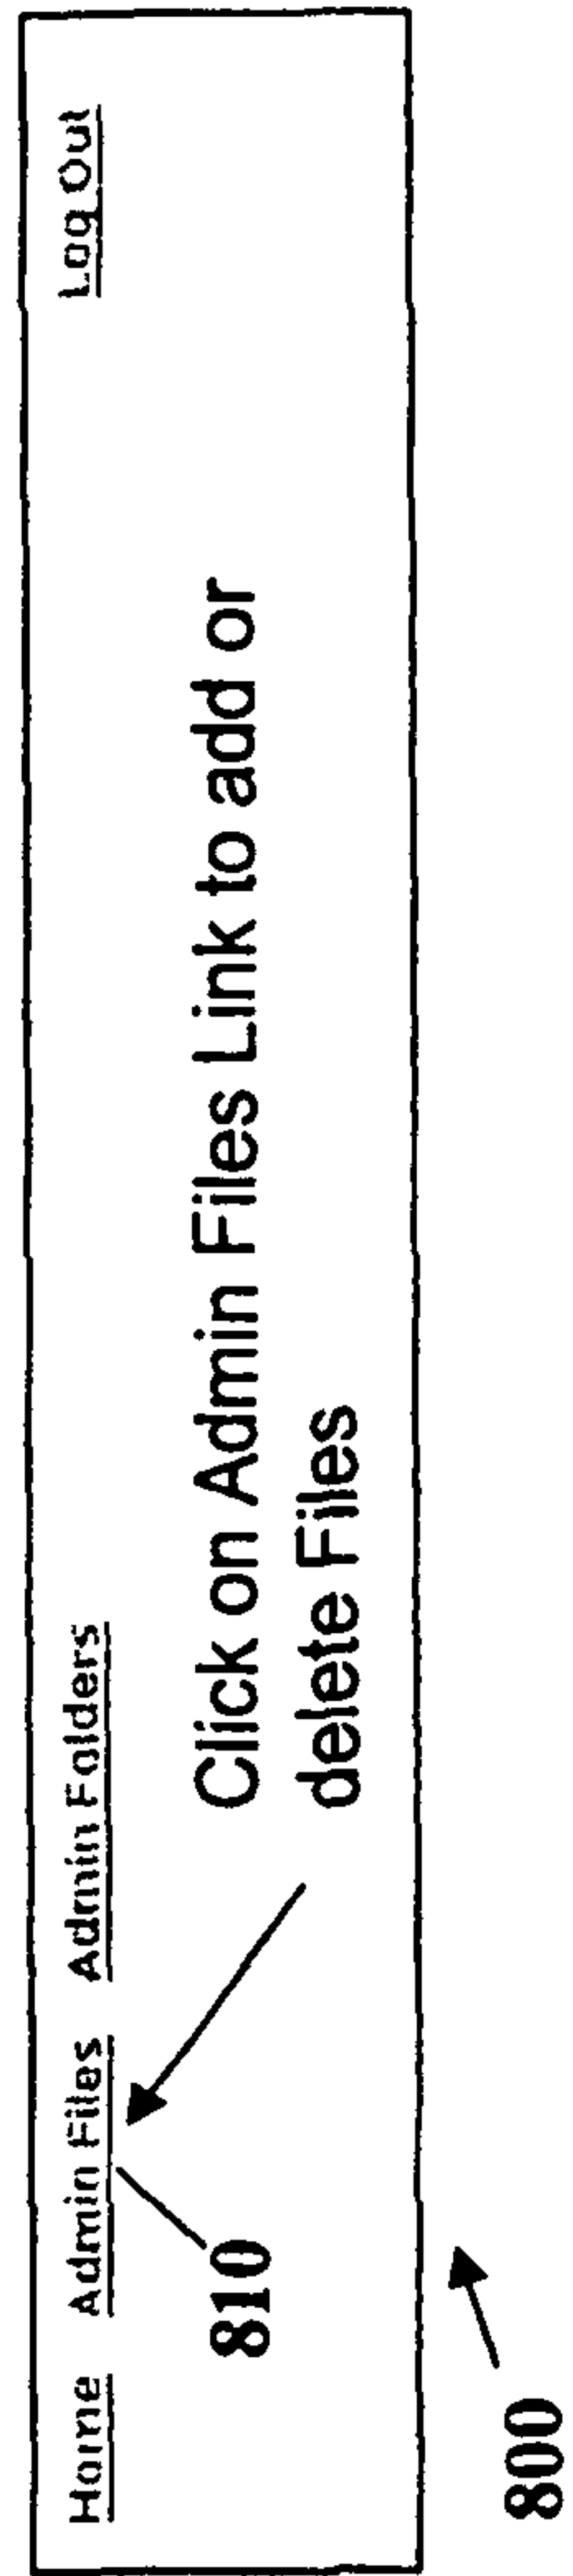 Home Admin Files Admin Folders Log Out
Click on Admin Files Link to add or
delete Files
810
800